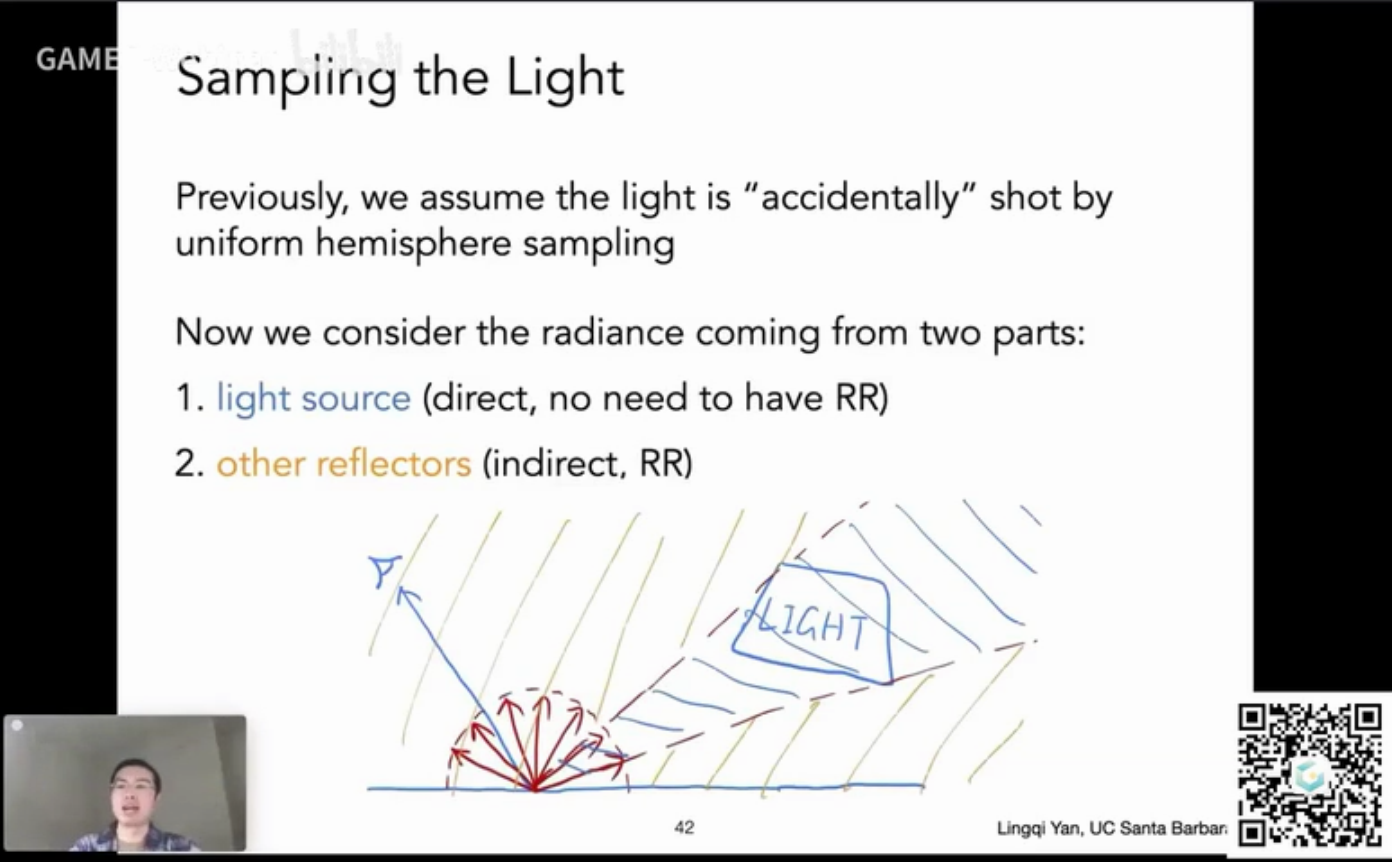 GAME
Sampling the Light
Previously, we assume the light is “accidentally” shot by
uniform hemisphere sampling
Now we consider the radiance coming from two parts:
1. light source (direct, no need to have RR)
2. other reflectors (indirect, RR)
LIGHT
42
Lingqi Yan, UC Santa Barbar